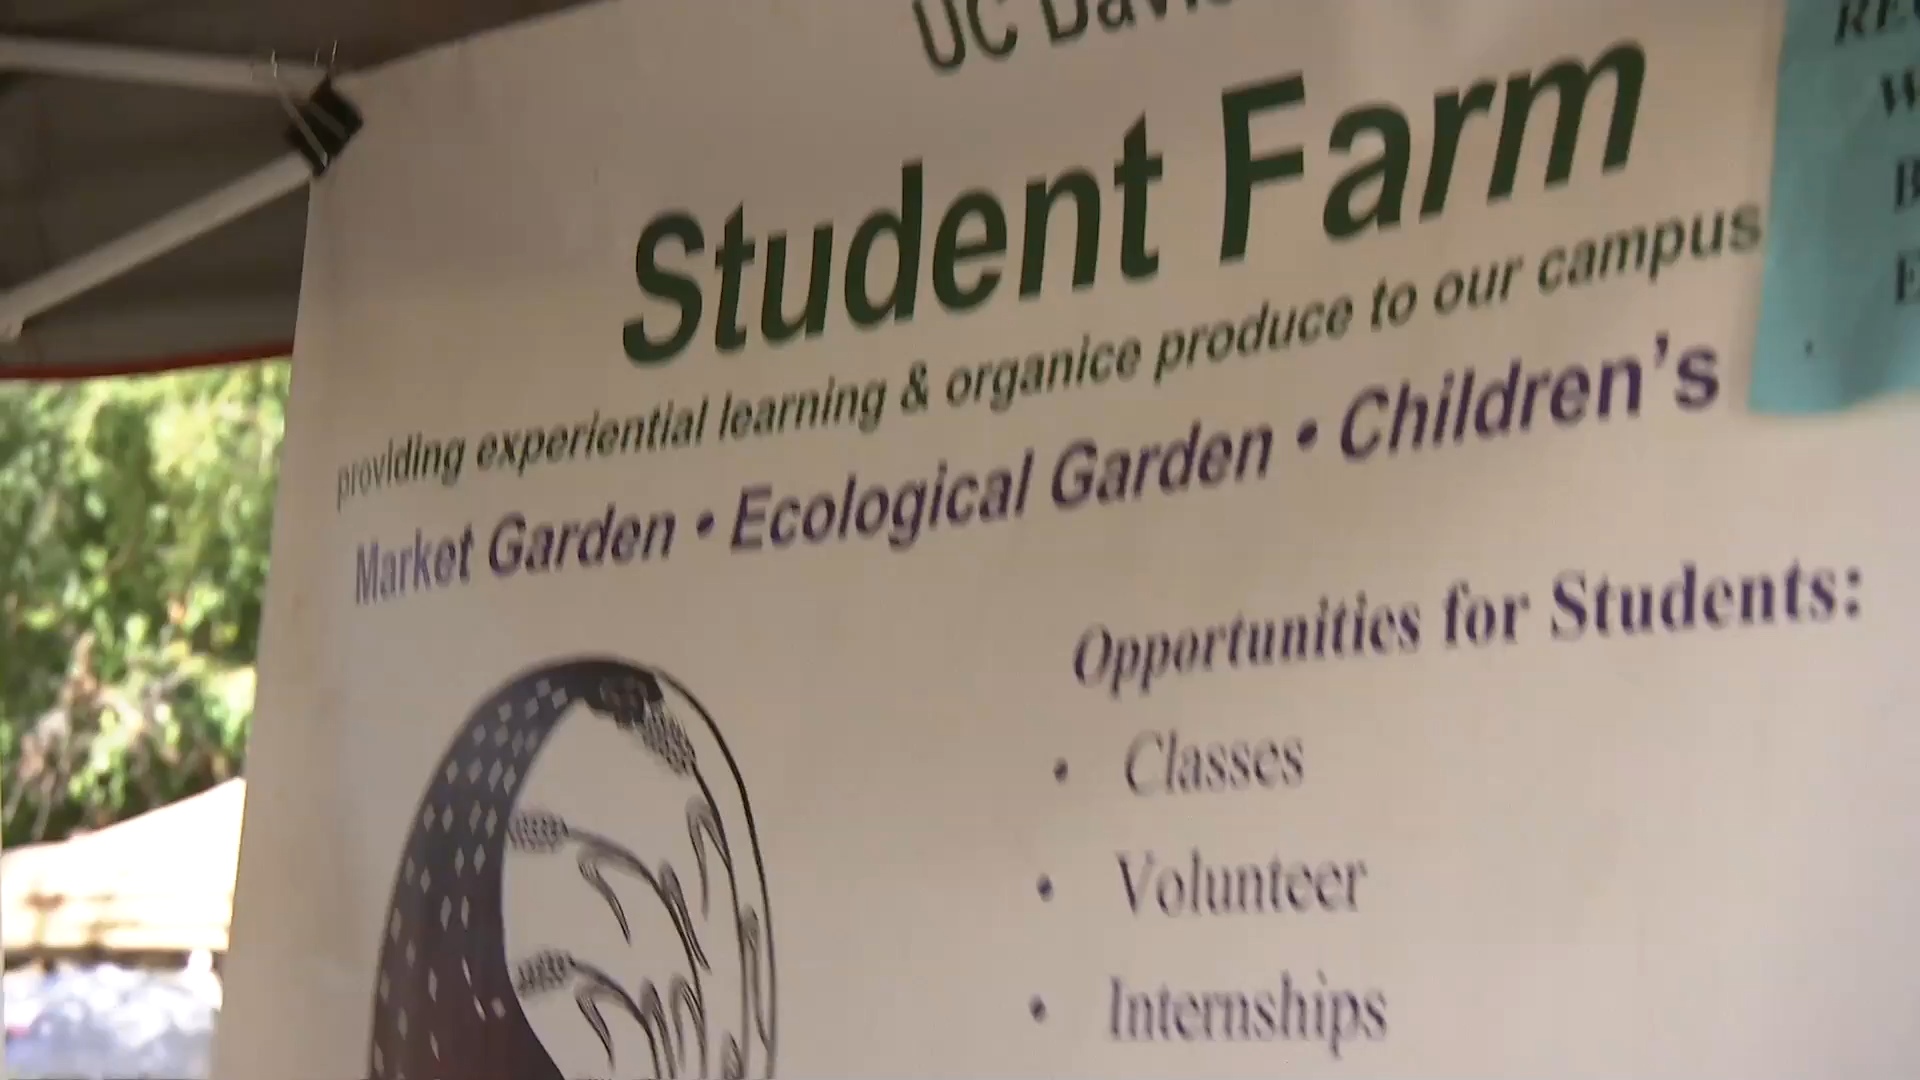 UC Davis
Student Farm
providing experiential learning & organice produce to our campus
Market Garden • Ecological Garden • Children's
Opportunities for Students:
• Classes
• Volunteer
• Internships